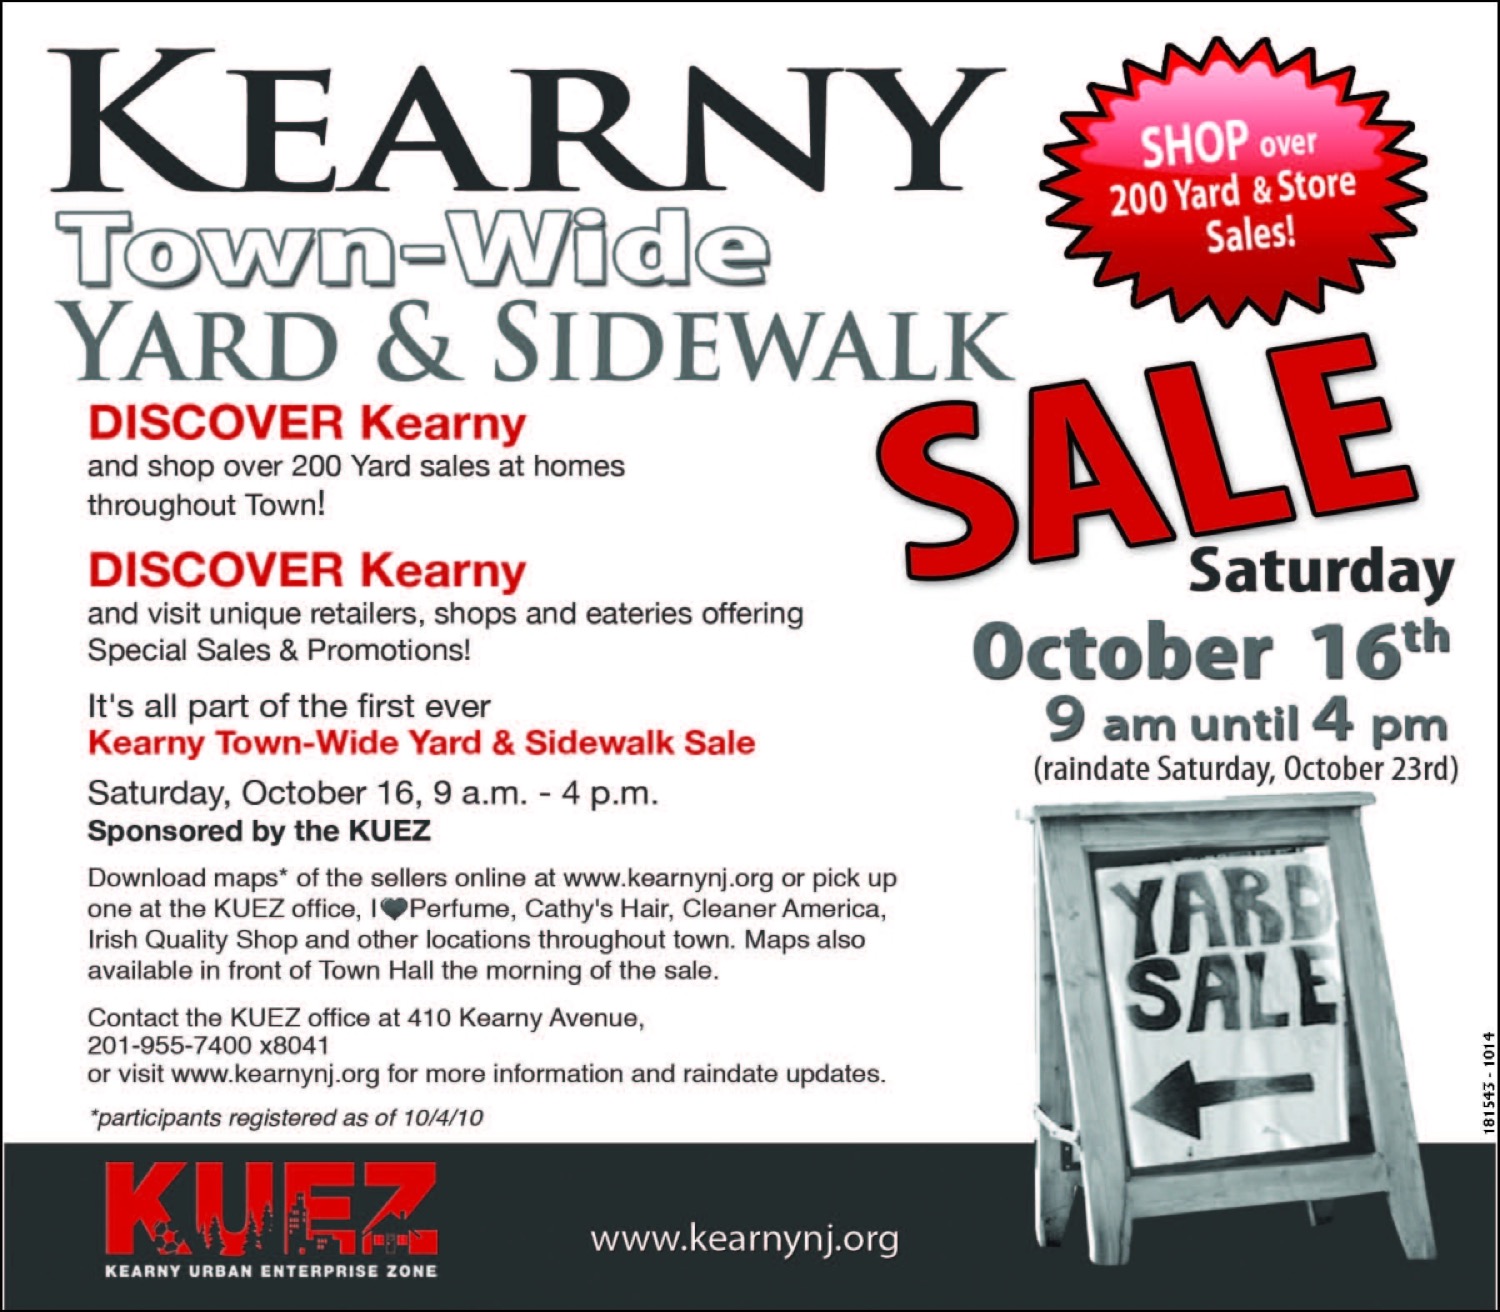 KEARNY
Town-Wide
YARD & SIDEWALK
SHOP over
200 Yard & Store
Sales!
SALE
Saturday
October 16th
9 am until 4 pm
(raindate Saturday, October 23rd)
DISCOVER Kearny
and shop over 200 Yard sales at homes
throughout Town!
DISCOVER Kearny
and visit unique retailers, shops and eateries offering
Special Sales & Promotions!
It's all part of the first ever
Kearny Town-Wide Yard & Sidewalk Sale
Saturday, October 16, 9 a.m. - 4 p.m.
Sponsored by the KUEZ
Download maps* of the sellers online at www.kearnynj.org or pick up
one at the KUEZ office, I♥Perfume, Cathy's Hair, Cleaner America,
Irish Quality Shop and other locations throughout town. Maps also
available in front of Town Hall the morning of the sale.
Contact the KUEZ office at 410 Kearny Avenue,
201-955-7400 x8041
or visit www.kearnynj.org for more information and raindate updates.
*participants registered as of 10/4/10
YARD
SALE
181543 - 1014
KUEZ
KEARNY URBAN ENTERPRISE ZONE
www.kearnynj.org